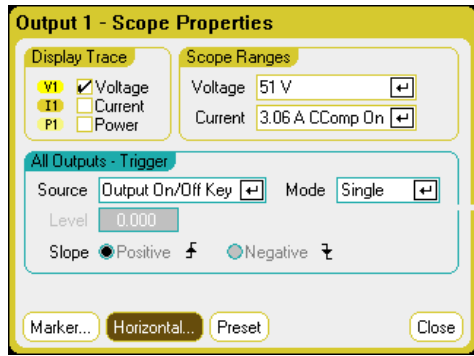 Output 1 - Scope Properties
Display Trace
V1 Voltage
I1 Current
P1 Power
Scope Ranges
Voltage 51 V
Current 3.06 A CComp On
All Outputs - Trigger
Source Output On/Off Key Mode Single
Level 0.000
Slope Positive Negative
Marker... Horizontal... Preset Close